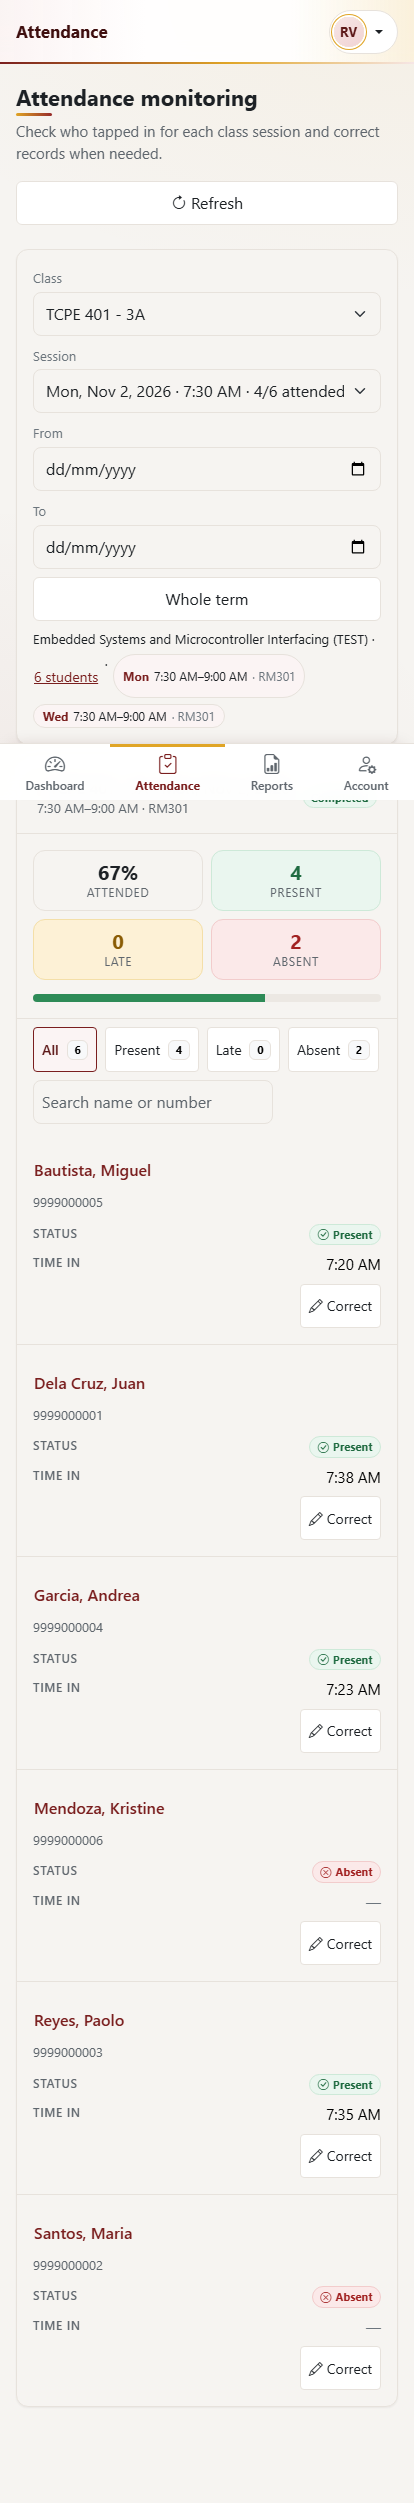 Attendance
RV
Attendance monitoring
Check who tapped in for each class session and correct
records when needed.
Refresh
Class
TCPE 401 - 3A
Session
Mon, Nov 2, 2026 · 7:30 AM · 4/6 attended
From
dd/mm/yyyy
To
dd/mm/yyyy
Whole term
Embedded Systems and Microcontroller Interfacing (TEST) ·
6 students · Mon 7:30 AM–9:00 AM · RM301
Wed 7:30 AM–9:00 AM · RM301
Dashboard
Attendance
Reports
Account
Completed
7:30 AM–9:00 AM · RM301
67%
ATTENDED
4
PRESENT
0
LATE
2
ABSENT
All 6
Present 4
Late 0
Absent 2
Search name or number
Bautista, Miguel
9999000005
STATUS Present
TIME IN 7:20 AM
Correct
Dela Cruz, Juan
9999000001
STATUS Present
TIME IN 7:38 AM
Correct
Garcia, Andrea
9999000004
STATUS Present
TIME IN 7:23 AM
Correct
Mendoza, Kristine
9999000006
STATUS Absent
TIME IN —
Correct
Reyes, Paolo
9999000003
STATUS Present
TIME IN 7:35 AM
Correct
Santos, Maria
9999000002
STATUS Absent
TIME IN —
Correct